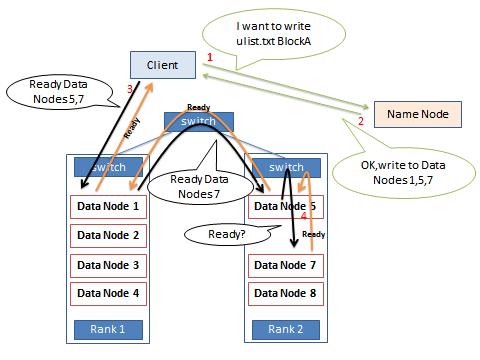 I want to write
ulist.txt BlockA
1
Client
3
Ready Data
Nodes 5,7
Ready
Ready
switch
2
Name Node
OK,write to Data
Nodes 1,5,7
switch
switch
Ready Data
Nodes 7
Data Node 1
Data Node 5
4
Data Node 2
Ready?
Ready
Data Node 3
Data Node 7
Data Node 4
Data Node 8
Rank 1
Rank 2